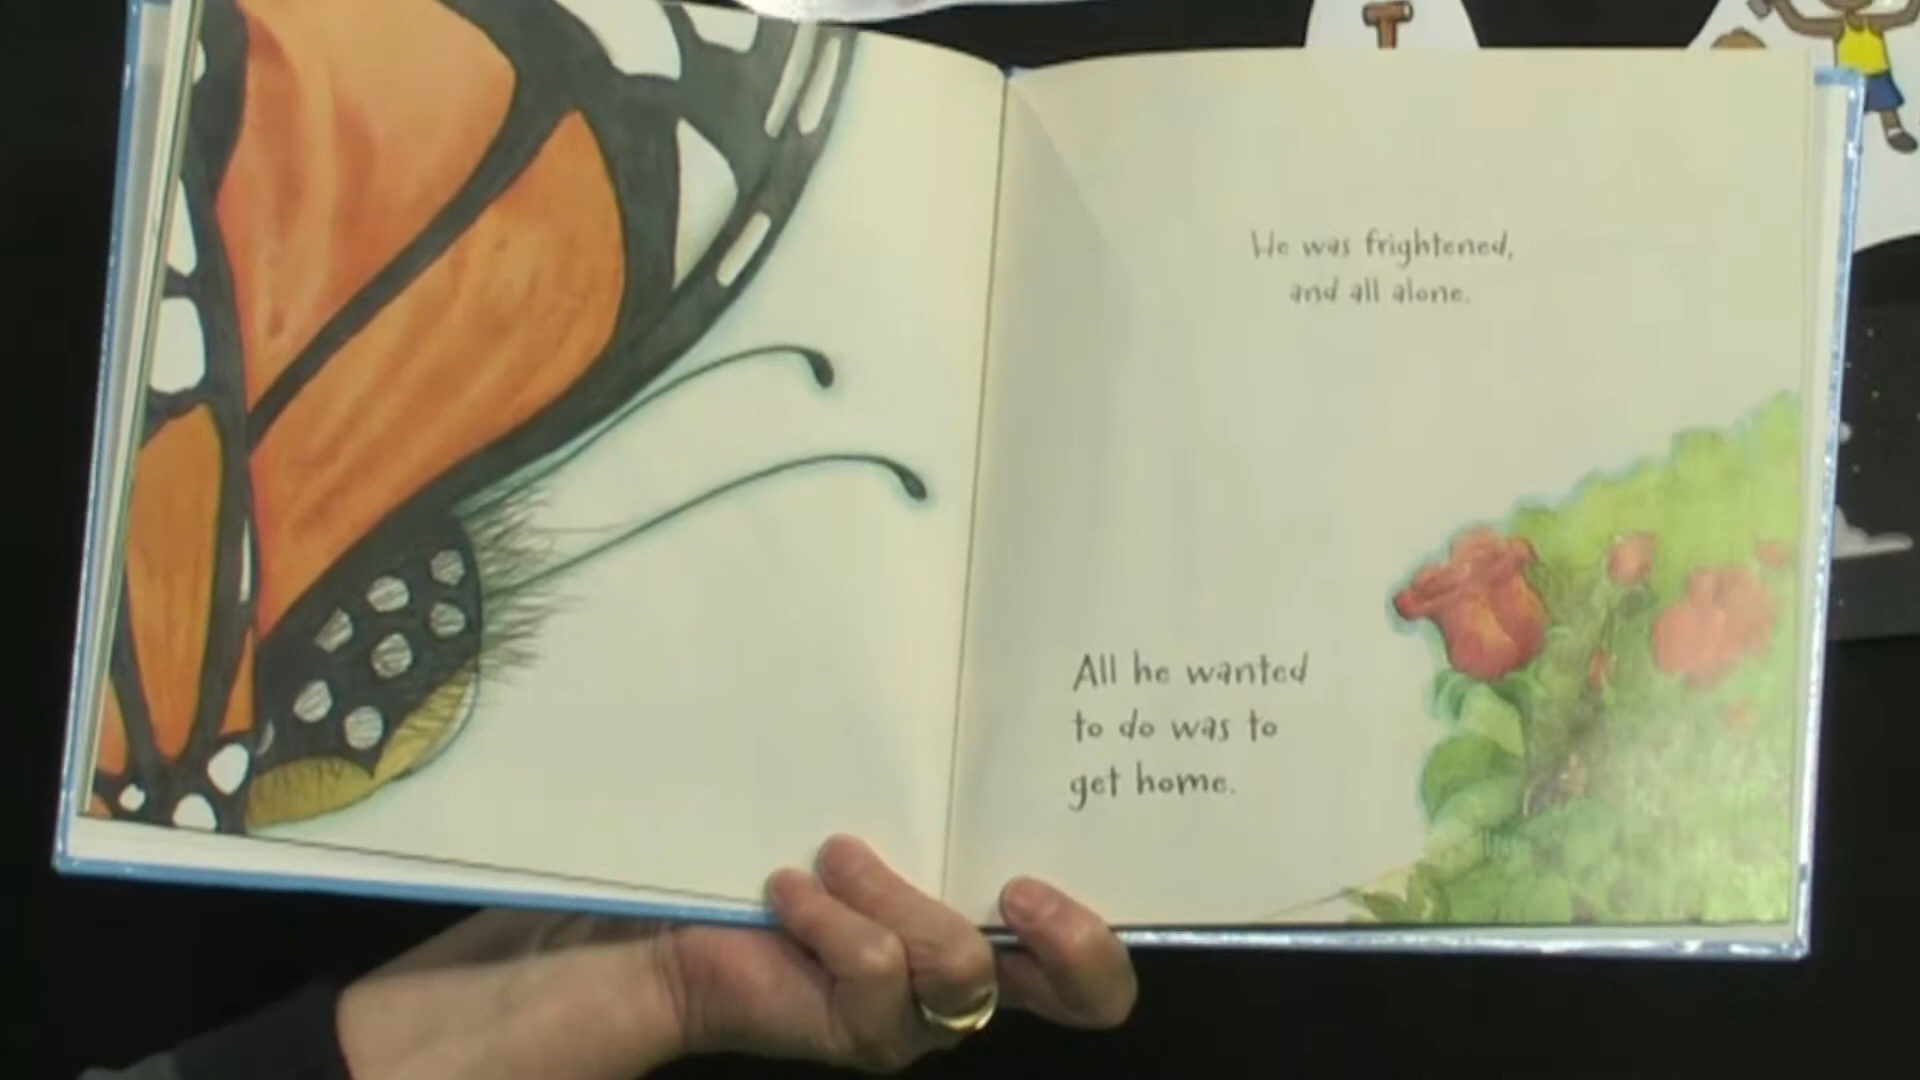 He was frightened,
and all alone.
All he wanted
to do was to
get home.